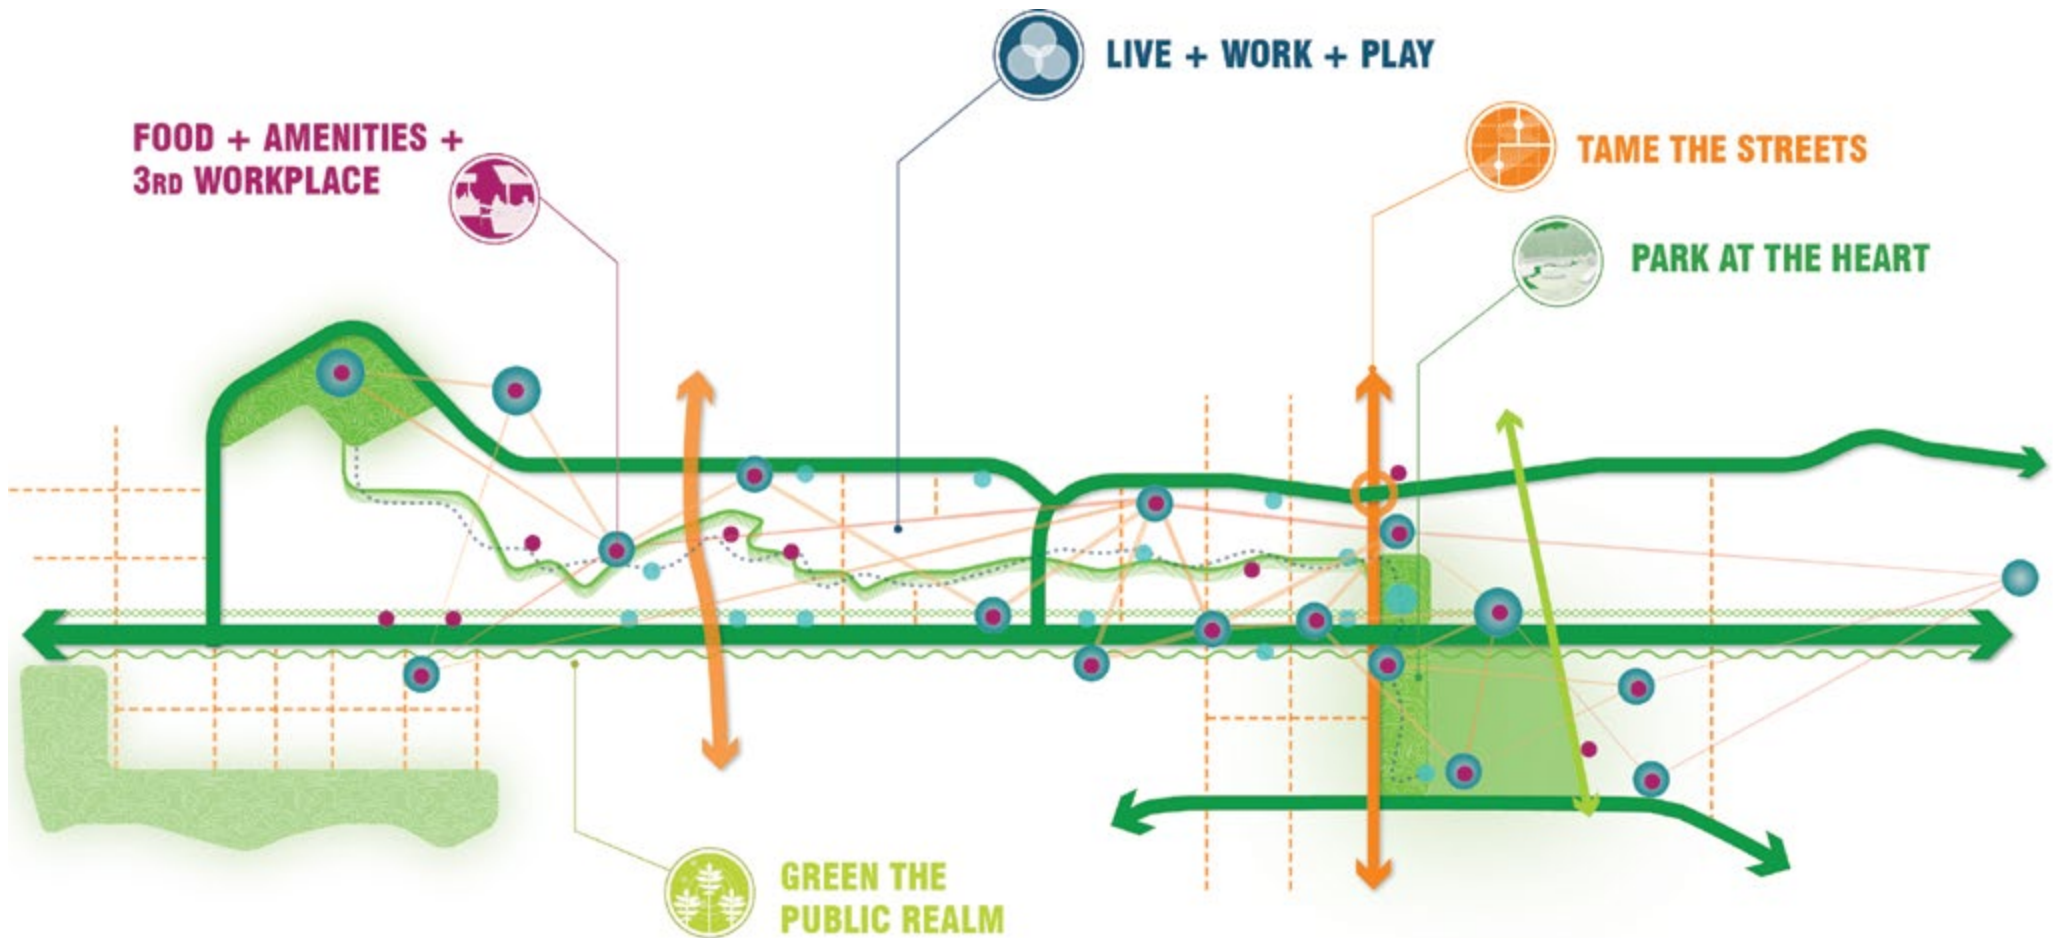 LIVE + WORK + PLAY
FOOD + AMENITIES +
3RD WORKPLACE
TAME THE STREETS
PARK AT THE HEART
GREEN THE
PUBLIC REALM